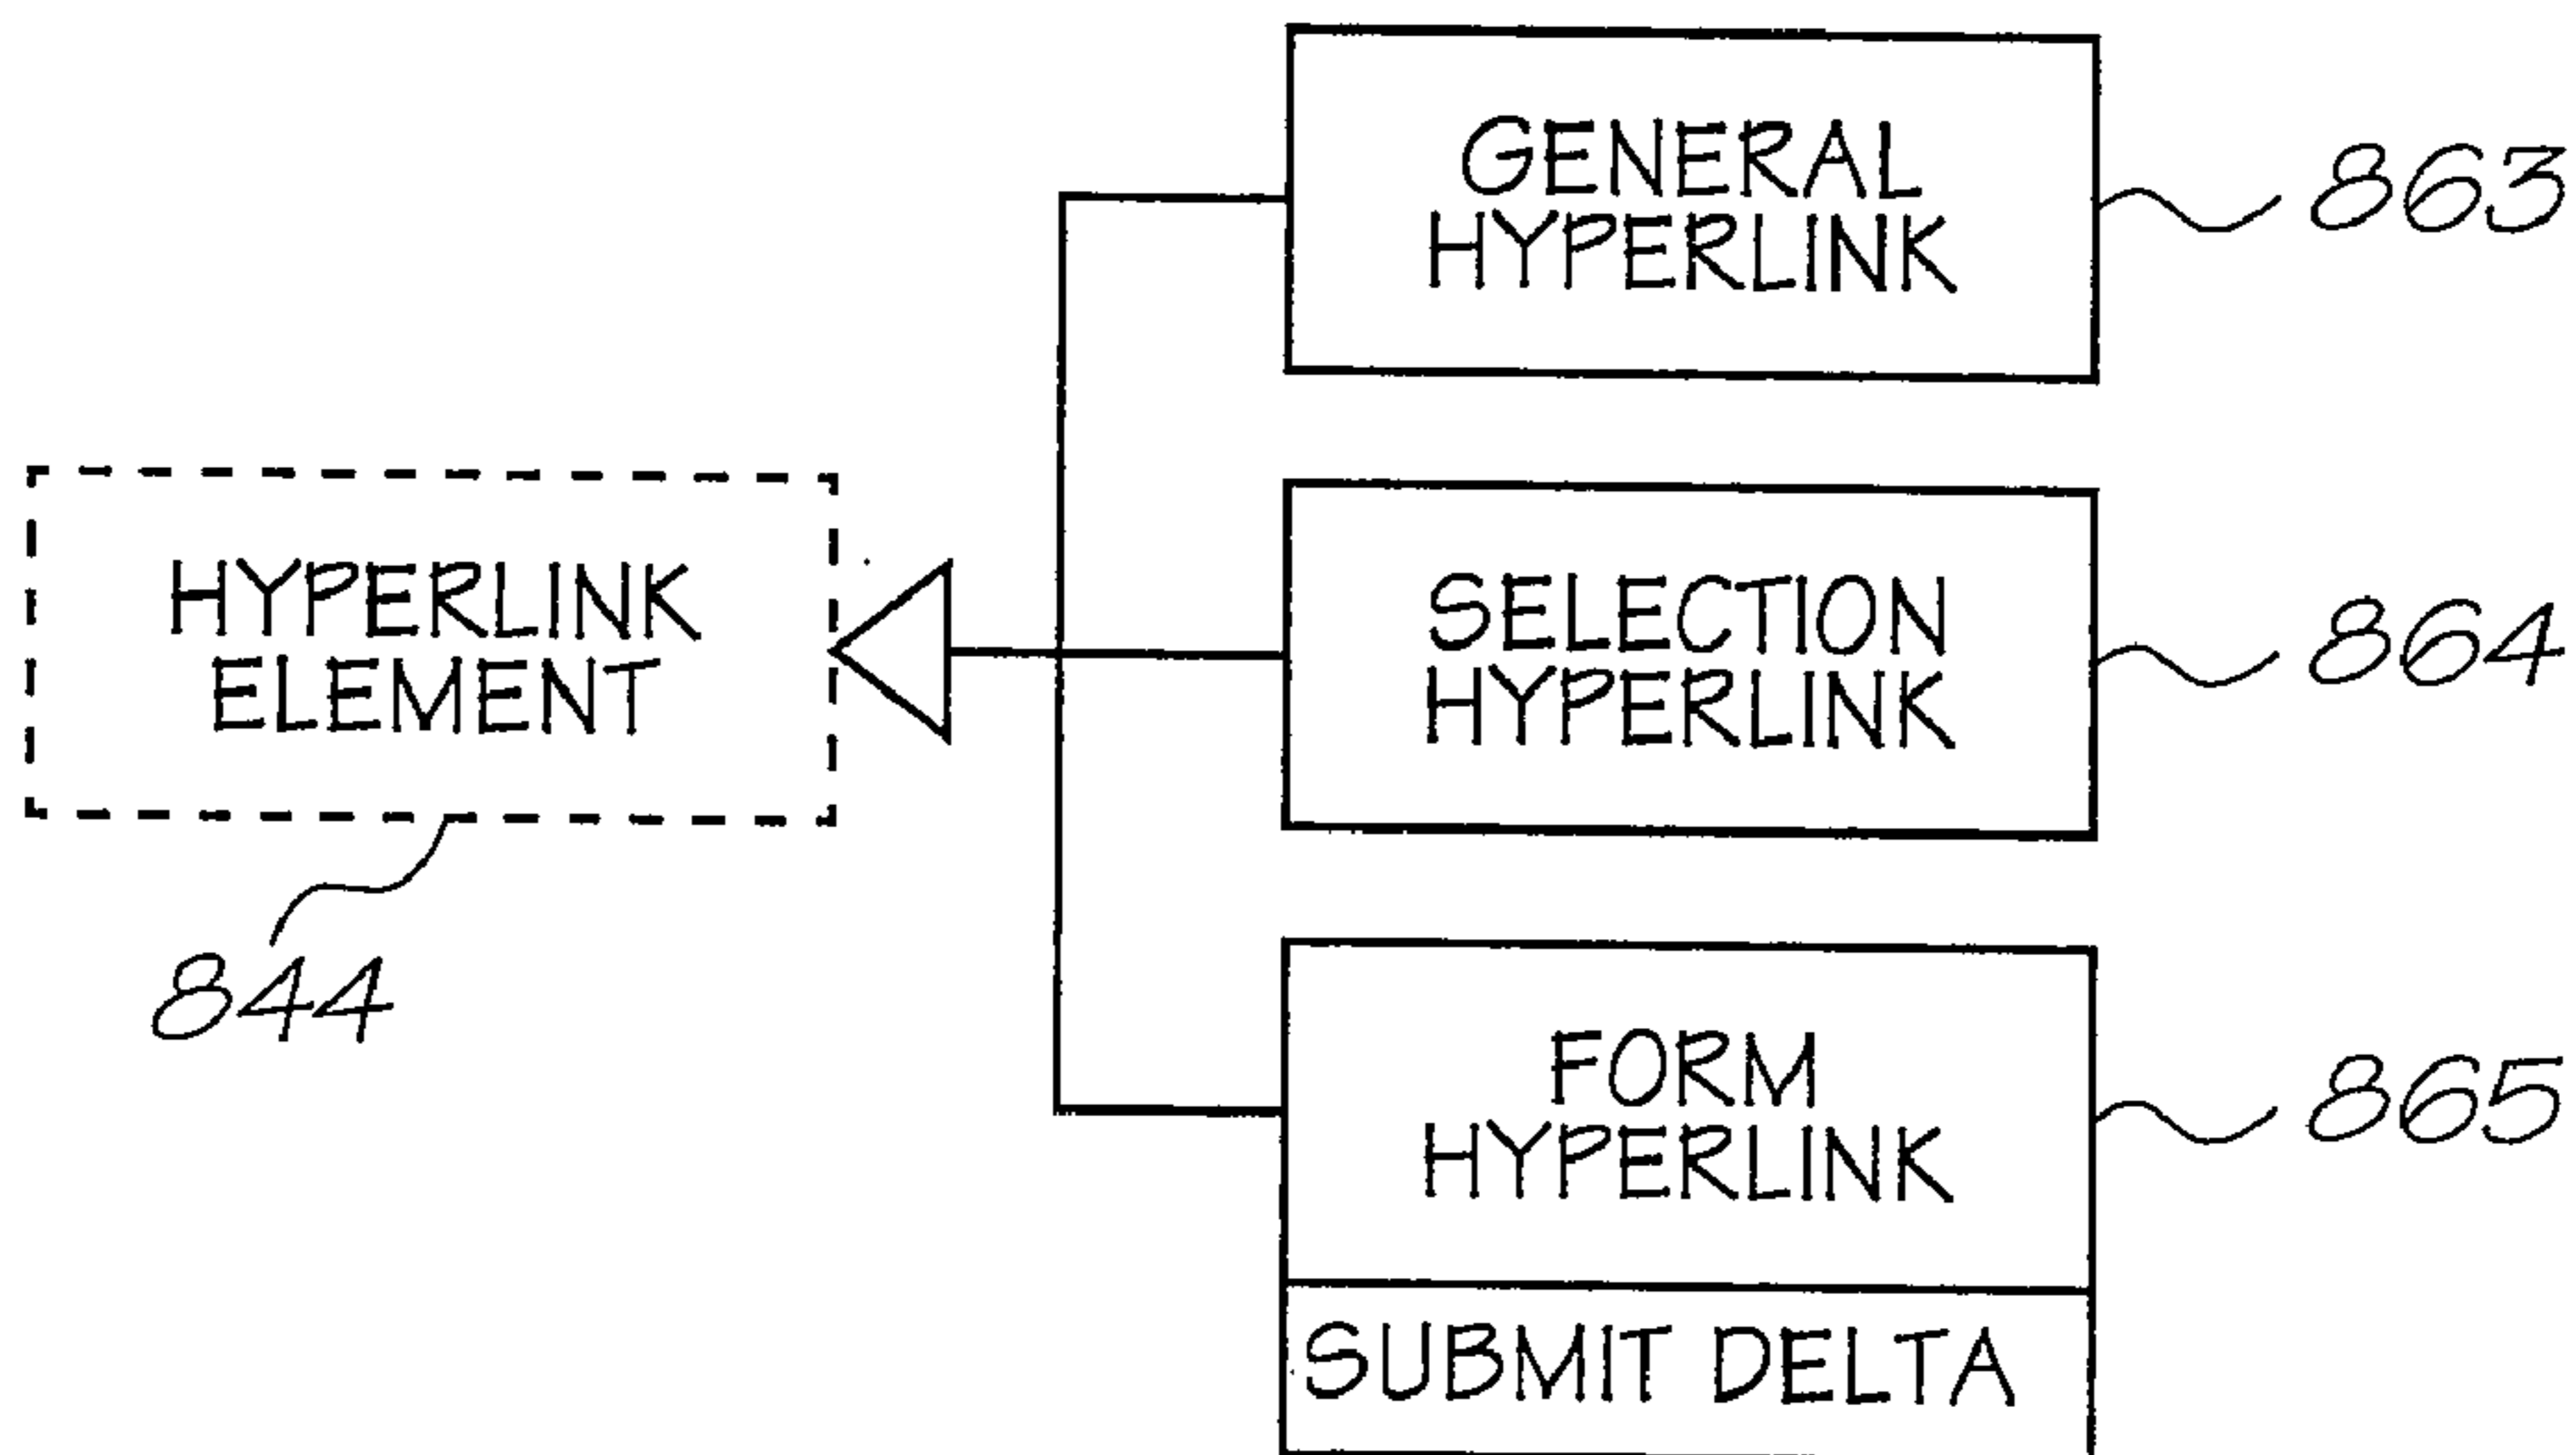 GENERAL
HYPERLINK
863
HYPERLINK
ELEMENT
844
SELECTION
HYPERLINK
864
FORM
HYPERLINK
865
SUBMIT DELTA